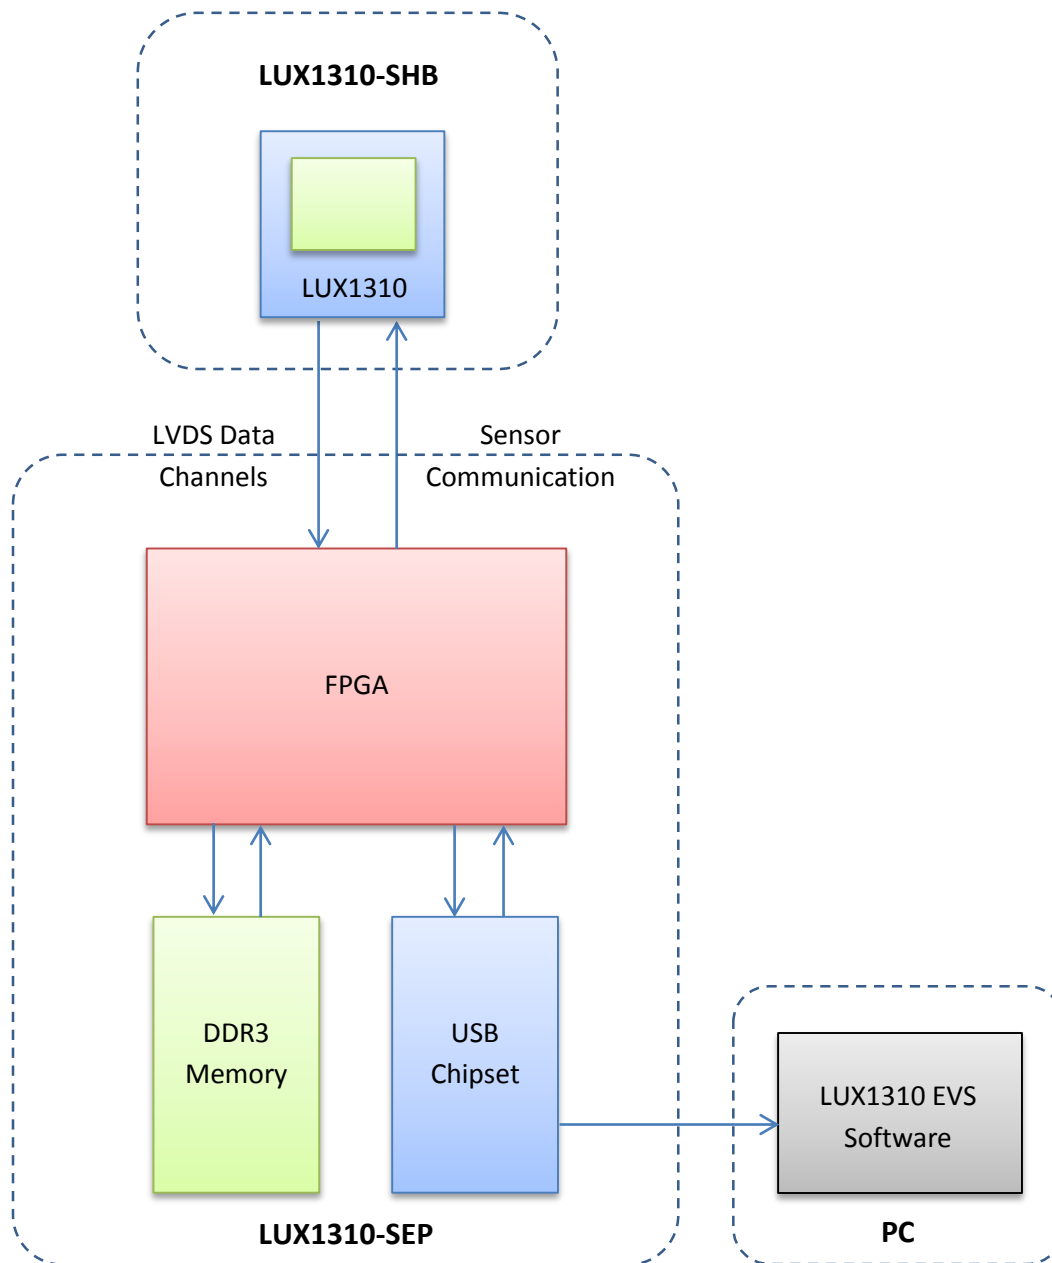 LUX1310-SHB
LUX1310
LVDS Data
Channels
Sensor
Communication
FPGA
DDR3
Memory
USB
Chipset
LUX1310 EVS
Software
LUX1310-SEP
PC